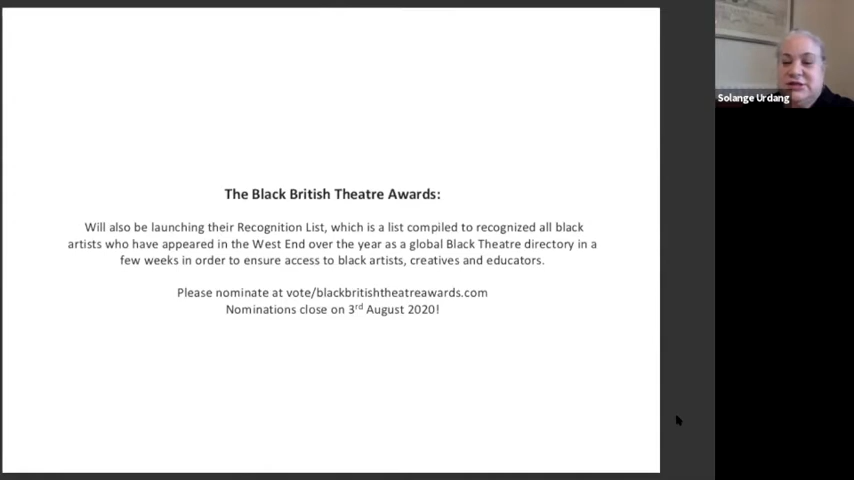 The Black British Theatre Awards:
Will also be launching their Recognition List, which is a list compiled to recognized all black
artists who have appeared in the West End over the year as a global Black Theatre directory in a
few weeks in order to ensure access to black artists, creatives and educators.
Please nominate at vote/blackbritishtheatreawards.com
Nominations close on 3rd August 2020!
Solange Urdang